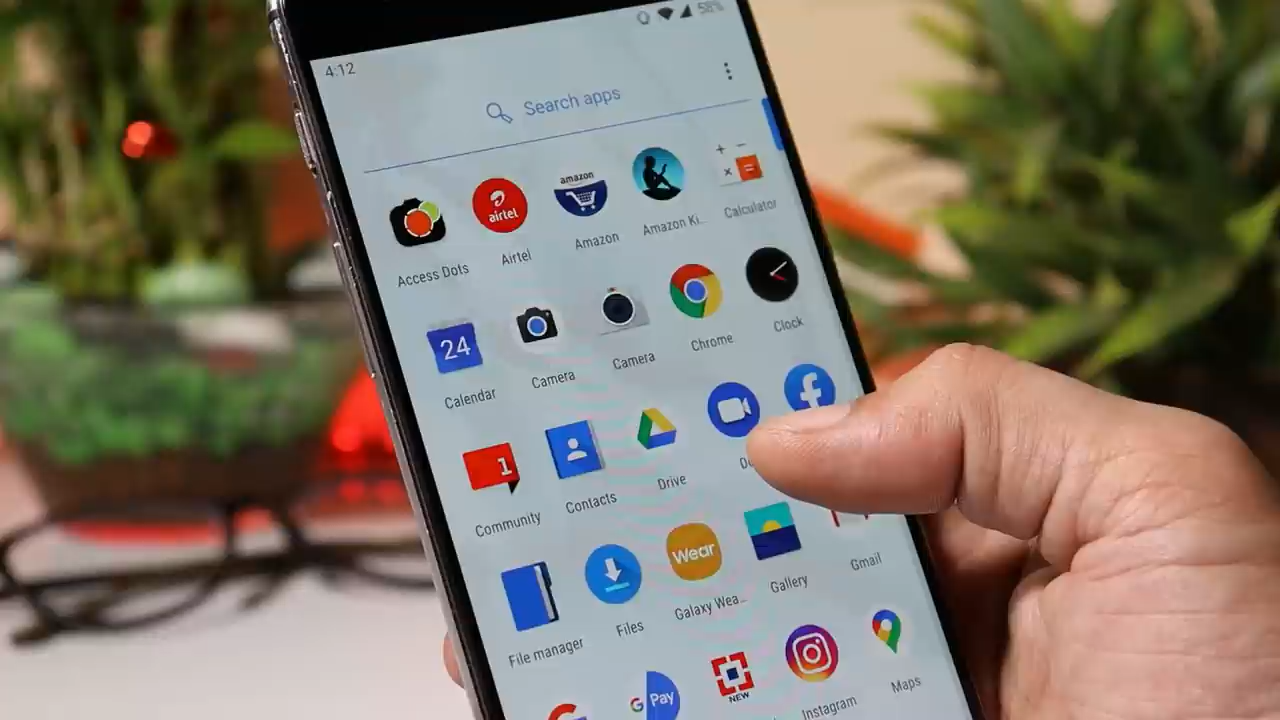 4:12
58%
Search apps
airtel
amazon
Access Dots
Airtel
Amazon
Amazon Ki...
Calculator
24
Calendar
Camera
Camera
Chrome
Clock
1
Community
Contacts
Drive
Wear
File manager
Files
Galaxy Wea...
Gallery
Gmail
G Pay
NEW
Instagram
Maps